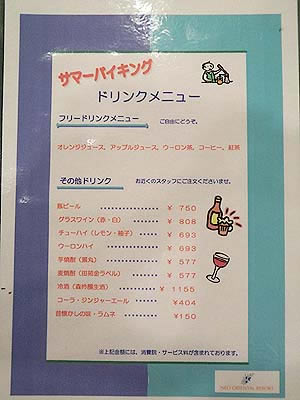 サマーバイキング
ドリンクメニュー
フリードリンクメニュー ご自由にどうぞ。
オレンジジュース、アップルジュース、ウーロン茶、コーヒー、紅茶
その他ドリンク お近くのスタッフにご注文くださいませ。
瓶ビール ¥ 750
グラスワイン(赤・白) ¥ 808
チューハイ(レモン・柚子) ¥ 693
ウーロンハイ ¥ 693
芋焼酎(黒丸) ¥ 577
麦焼酎(田苑金ラベル) ¥ 577
冷酒(森吟醸生酒) ¥ 1155
コーラ・ジンジャーエール ¥404
昔懐かしの味・ラムネ ¥150
※上記金額には、消費税・サービス料が含まれております。
NEO ORIENTAL RESORT